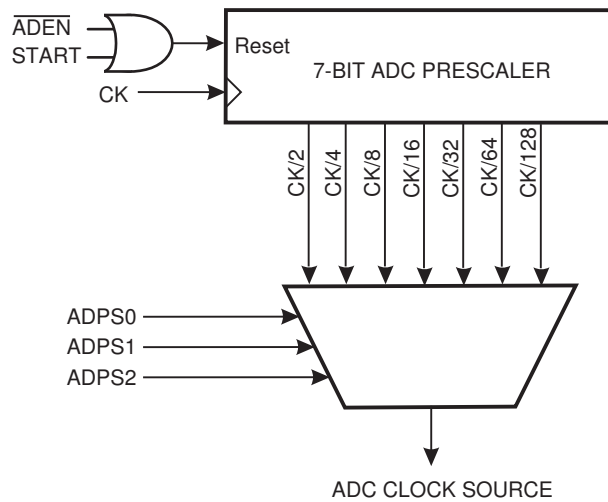 ADEN
START
Reset
7-BIT ADC PRESCALER
CK
CK/2
CK/4
CK/8
CK/16
CK/32
CK/64
CK/128
ADPS0
ADPS1
ADPS2
ADC CLOCK SOURCE